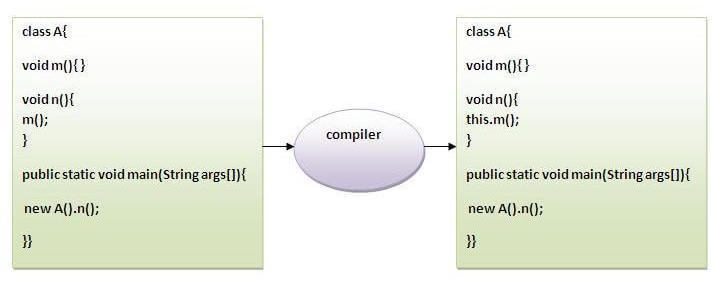 class A{
void m(){}
void n(){
m();
}
public static void main(String args[]){
new A().n();
}}
compiler
class A{
void m(){}
void n(){
this.m();
}
public static void main(String args[]){
new A().n();
}}